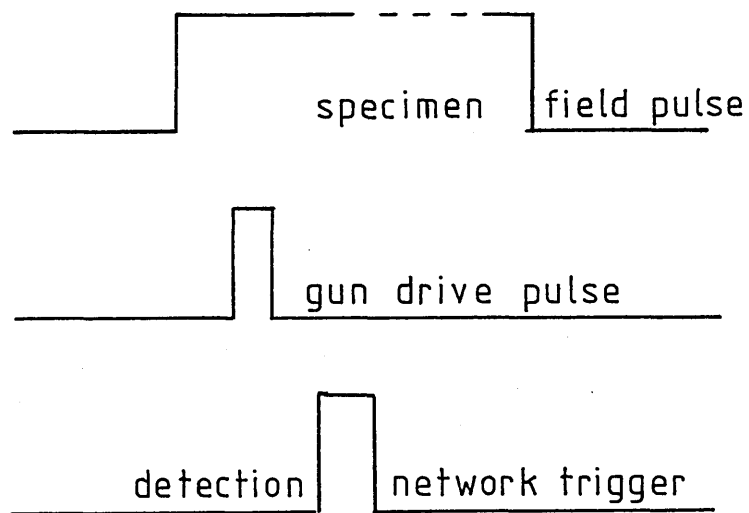 specimen field pulse
gun drive pulse
detection network trigger